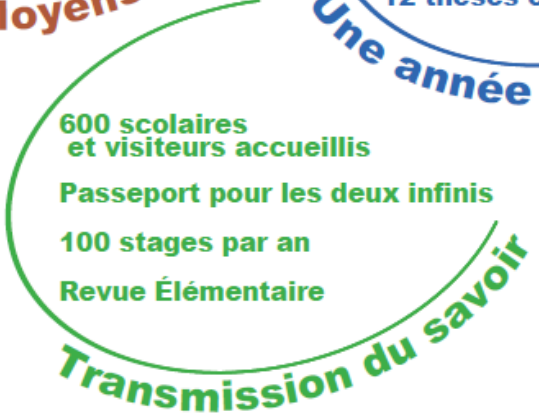 Une année
600 scolaires
et visiteurs accueillis
Passeport pour les deux infinis
100 stages par an
Revue Élémentaire
Transmission du savoir